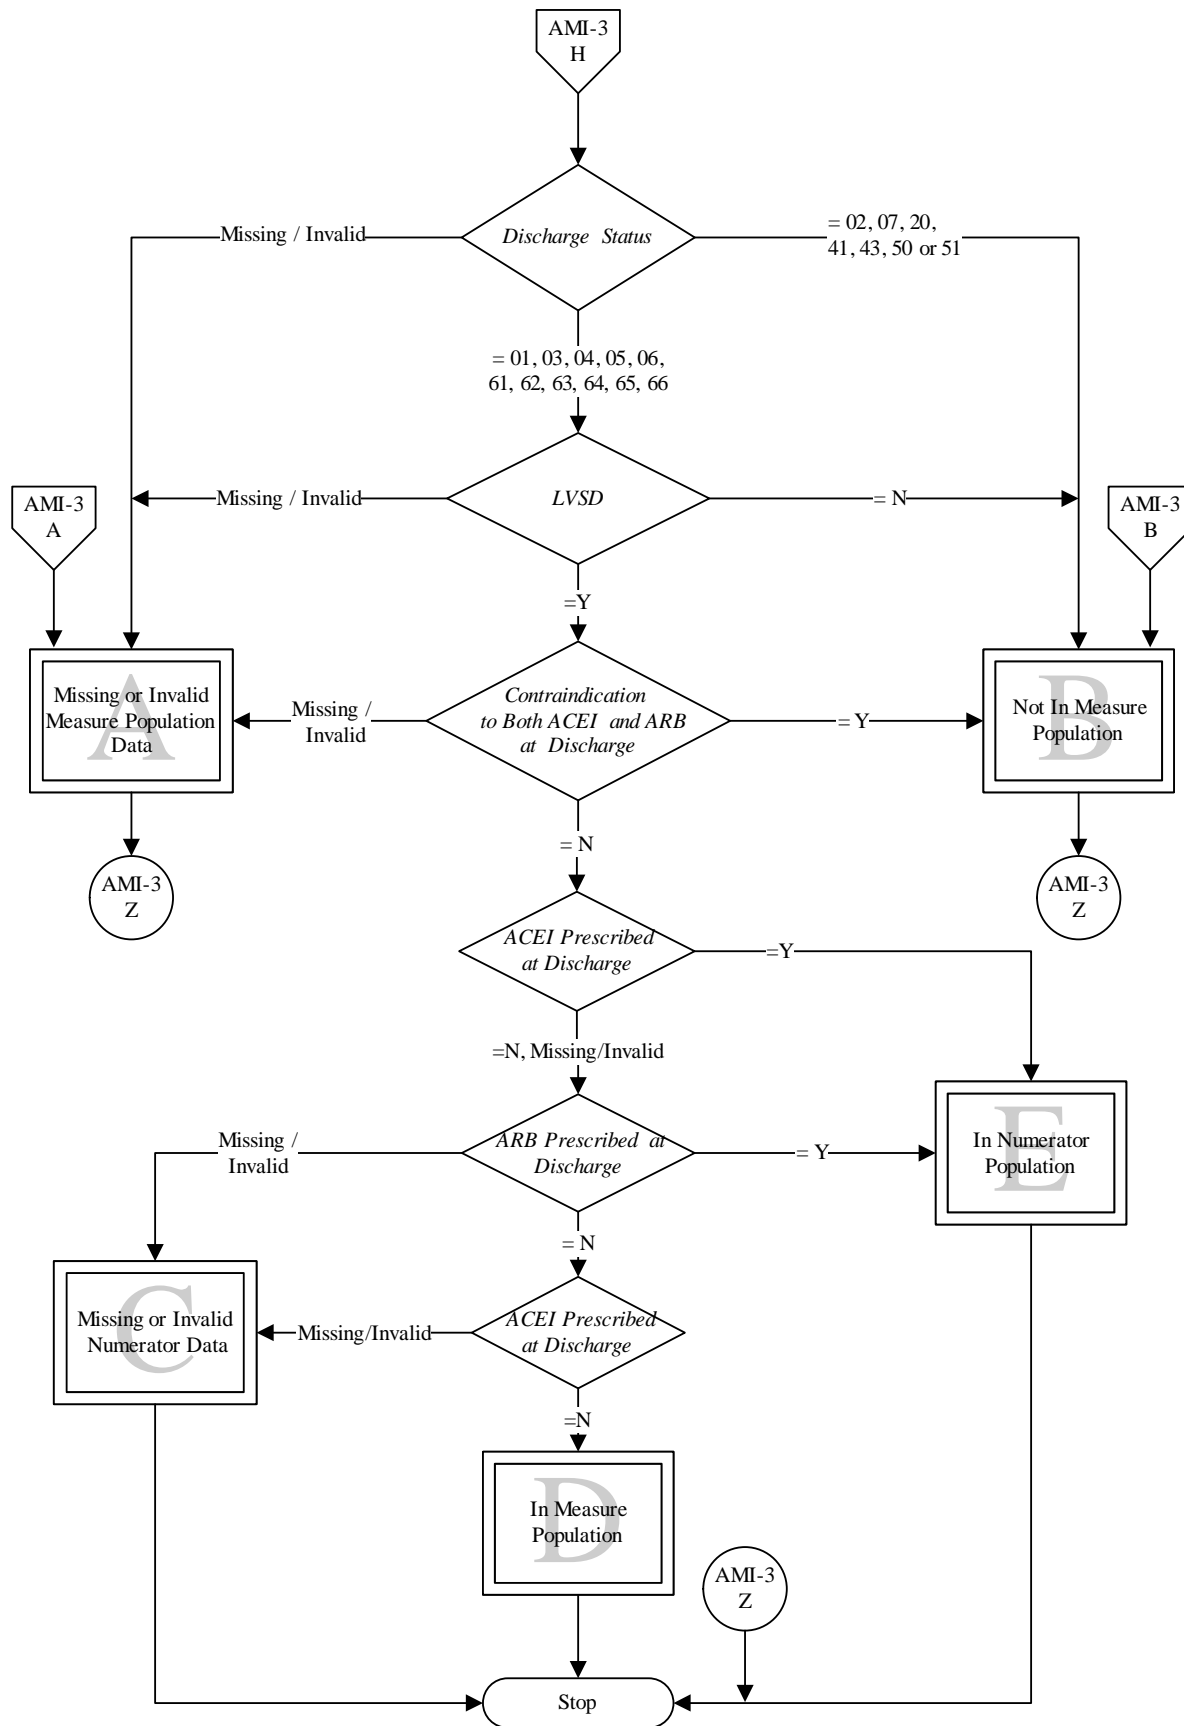 AMI-3
H
Discharge Status
Missing / Invalid
= 02, 07, 20,
41, 43, 50 or 51
= 01, 03, 04, 05, 06,
61, 62, 63, 64, 65, 66
LVSD
Missing / Invalid
= N
AMI-3
A
AMI-3
B
=Y
A
Missing or Invalid
Measure Population
Data
Missing /
Invalid
Contraindication
to Both ACEI and ARB
at Discharge
= Y
B
Not In Measure
Population
= N
AMI-3
Z
AMI-3
Z
ACEI Prescribed
at Discharge
=Y
=N, Missing/Invalid
Missing /
Invalid
ARB Prescribed at
Discharge
= Y
E
In Numerator
Population
= N
C
Missing or Invalid
Numerator Data
Missing/Invalid
ACEI Prescribed
at Discharge
=N
D
In Measure
Population
AMI-3
Z
Stop